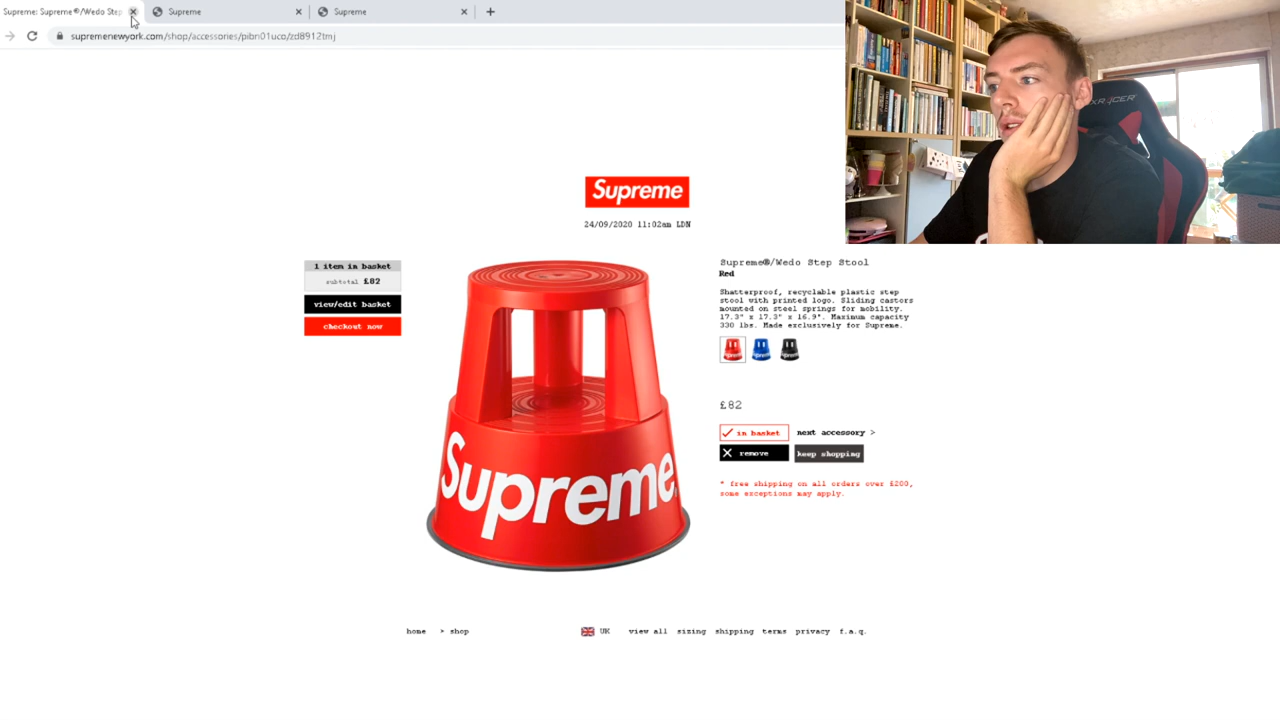 Supreme: Supreme®/Wedo Step
Supreme
Supreme
supremenewyork.com/shop/accessories/pibri01uco/zd8912tmj
XRACER
Supreme
24/09/2020 11:02am LDN
1 item in basket
subtotal £82
view/edit basket
checkout now
Supreme
Supreme®/Wedo Step Stool
Red
Shatterproof, recyclable plastic step
stool with printed logo. Sliding castors
mounted on steel springs for mobility.
17.3" x 17.3" x 16.9". Maximum capacity
330 lbs. Made exclusively for Supreme.
£82
in basket
next accessory >
remove
keep shopping
* free shipping on all orders over £200,
some exceptions may apply.
home > shop
UK view all sizing shipping terms privacy f.a.q.